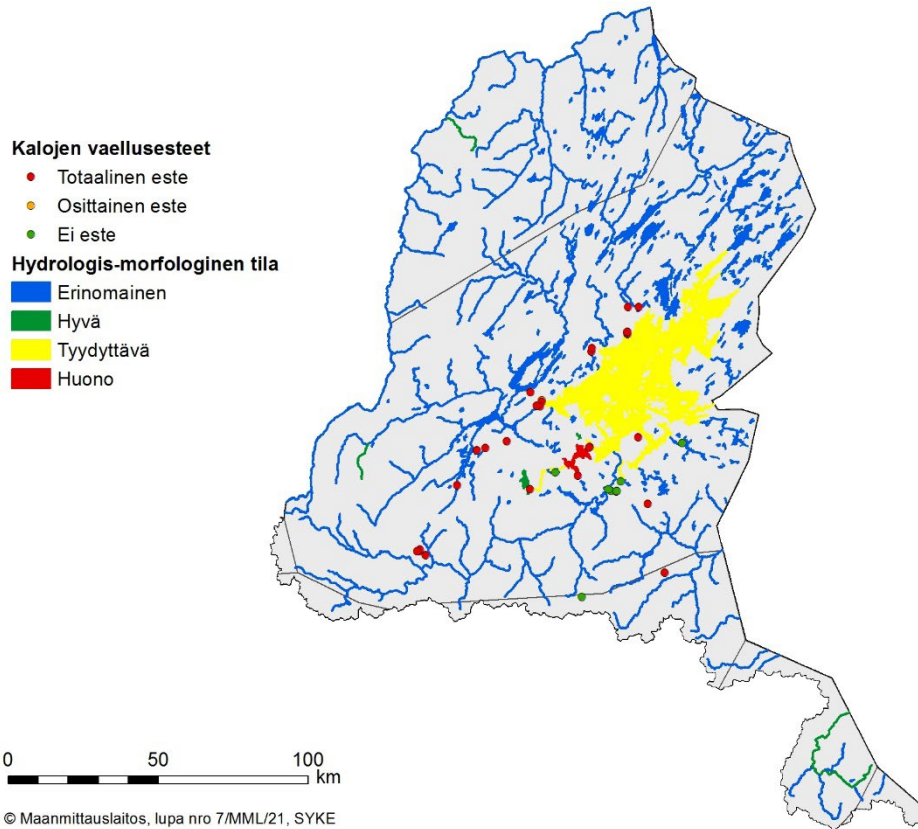 Kalojen vaellusesteet
Totaalinen este
Osittainen este
Ei este
Hydrologis-morfologinen tila
Erinomainen
Hyvä
Tyydyttävä
Huono
0 50 100
km
© Maanmittauslaitos, lupa nro 7/MML/21, SYKE